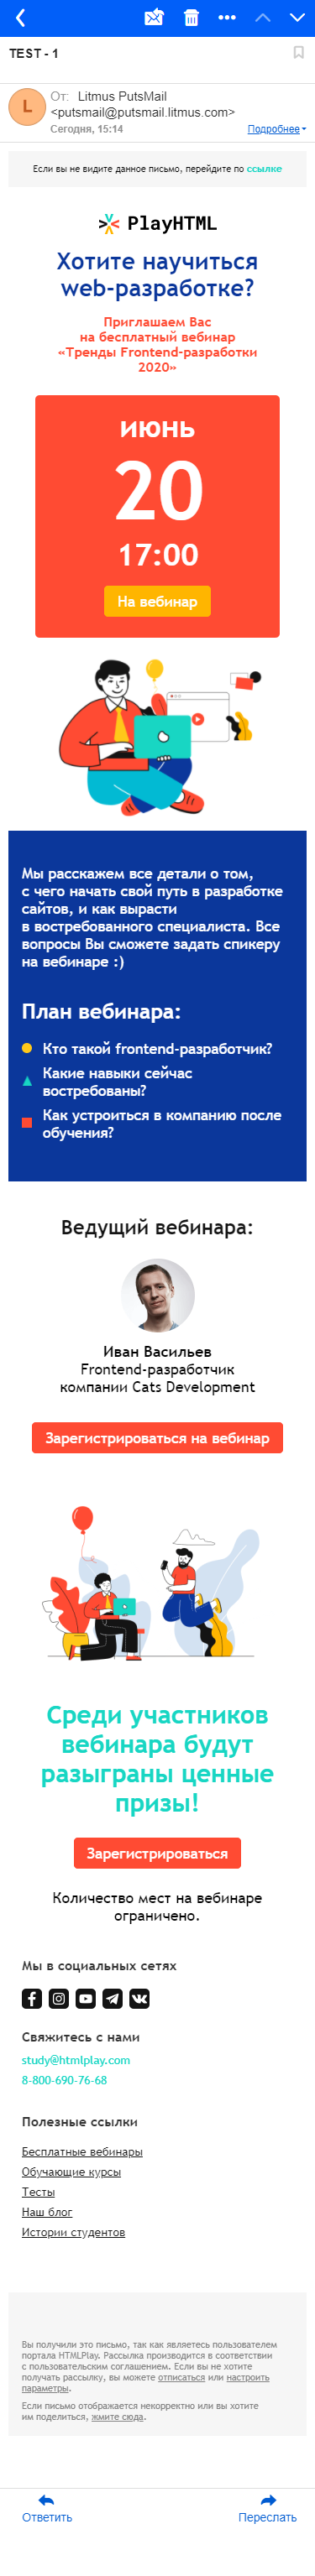 TEST - 1
L
От: Litmus PutsMail
<putsmail@putsmail.litmus.com>
Сегодня, 15:14
Подробнее
Если вы не видите данное письмо, перейдите по ссылке
PlayHTML
Хотите научиться
web-разработке?
Приглашаем Вас
на бесплатный вебинар
«Тренды Frontend-разработки
2020»
июнь
20
17:00
На вебинар
Мы расскажем все детали о том,
с чего начать свой путь в разработке
сайтов, и как вырасти
в востребованного специалиста. Все
вопросы Вы сможете задать спикеру
на вебинаре :)
План вебинара:
Кто такой frontend-разработчик?
Какие навыки сейчас
востребованы?
Как устроиться в компанию после
обучения?
Ведущий вебинара:
Иван Васильев
Frontend-разработчик
компании Cats Development
Зарегистрироваться на вебинар
Среди участников
вебинара будут
разыграны ценные
призы!
Зарегистрироваться
Количество мест на вебинаре
ограничено.
Мы в социальных сетях
Свяжитесь с нами
study@htmlplay.com
8-800-690-76-68
Полезные ссылки
Бесплатные вебинары
Обучающие курсы
Тесты
Наш блог
Истории студентов
Вы получили это письмо, так как являетесь пользователем
портала HTMLPlay. Рассылка производится в соответствии
с пользовательским соглашением. Если вы не хотите
получать рассылку, вы можете отписаться или настроить
параметры.
Если письмо отображается некорректно или вы хотите
им поделиться, жмите сюда.
Ответить
Переслать